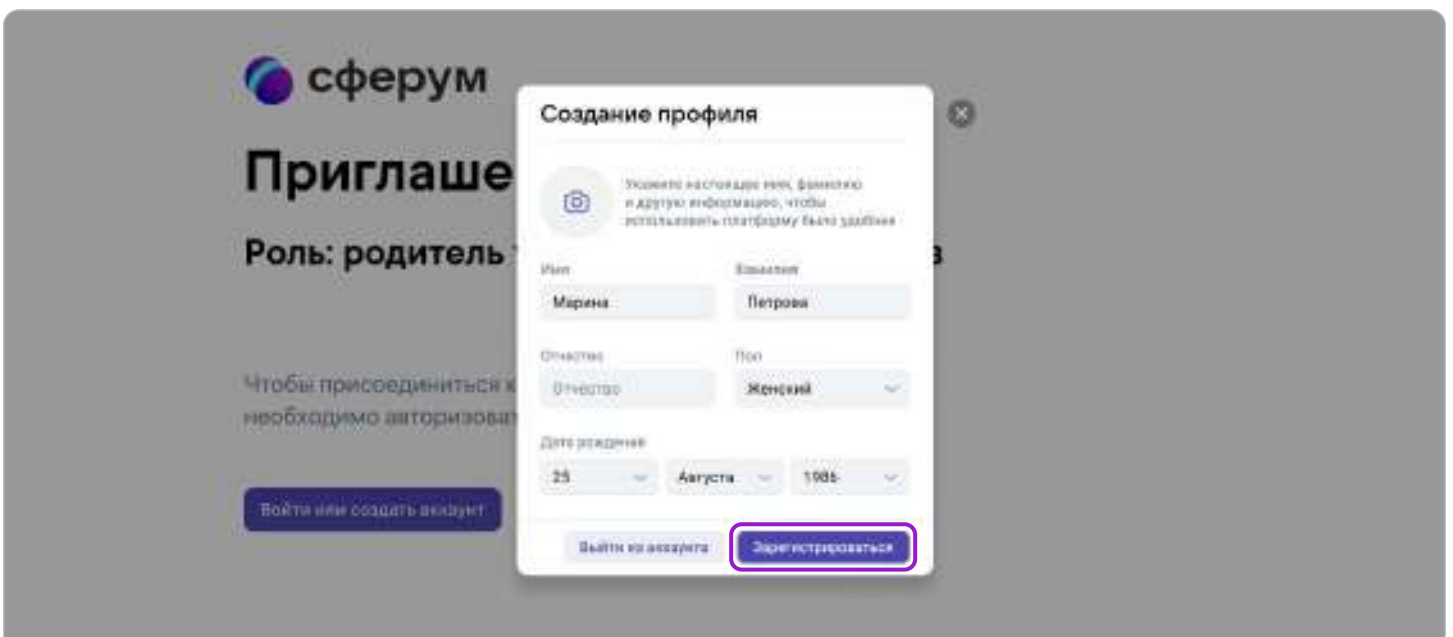 сферум
Приглаше
Роль: родитель
в
Чтобы присоединиться к
необходимо авторизоват
Войти или создать аккаунт
Создание профиля
Укажите настоящее имя, фамилию
и другую информацию, чтобы
использовать платформу было удобнее
Имя
Фамилия
Марина
Петрова
Отчество
Пол
Отчество
Женский
Дата рождения
25
Августа
1986
Выйти из аккаунта
Зарегистрироваться